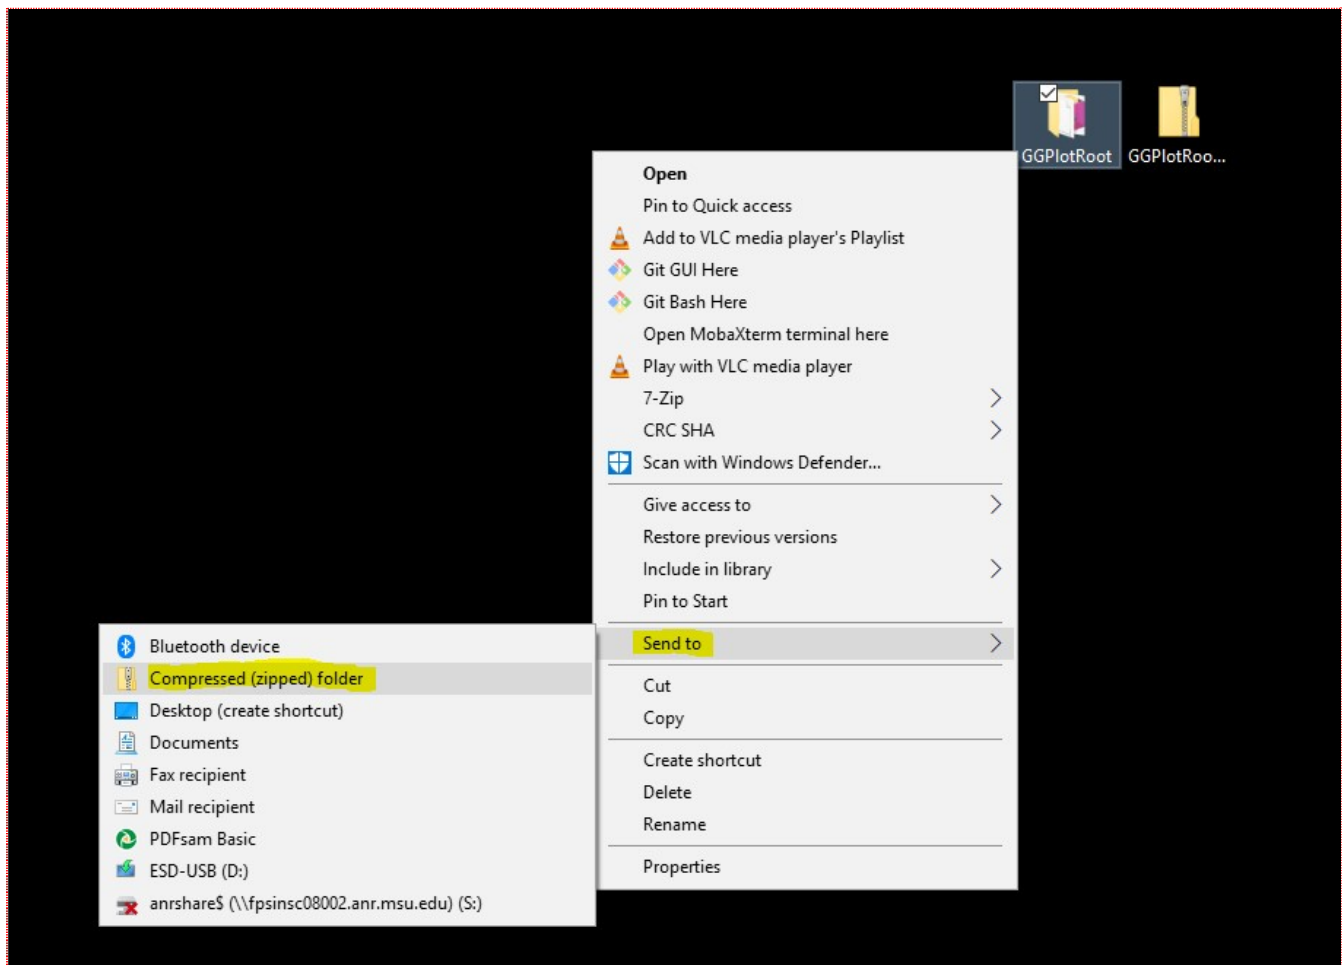 GGPlotRoot
GGPlotRoo...
Open
Pin to Quick access
Add to VLC media player's Playlist
Git GUI Here
Git Bash Here
Open MobaXterm terminal here
Play with VLC media player
7-Zip
CRC SHA
Scan with Windows Defender...
Give access to
Restore previous versions
Include in library
Pin to Start
Send to
Cut
Copy
Create shortcut
Delete
Rename
Properties
Bluetooth device
Compressed (zipped) folder
Desktop (create shortcut)
Documents
Fax recipient
Mail recipient
PDFsam Basic
ESD-USB (D:)
anrshare$ (\\fpsinsc08002.anr.msu.edu) (S:)